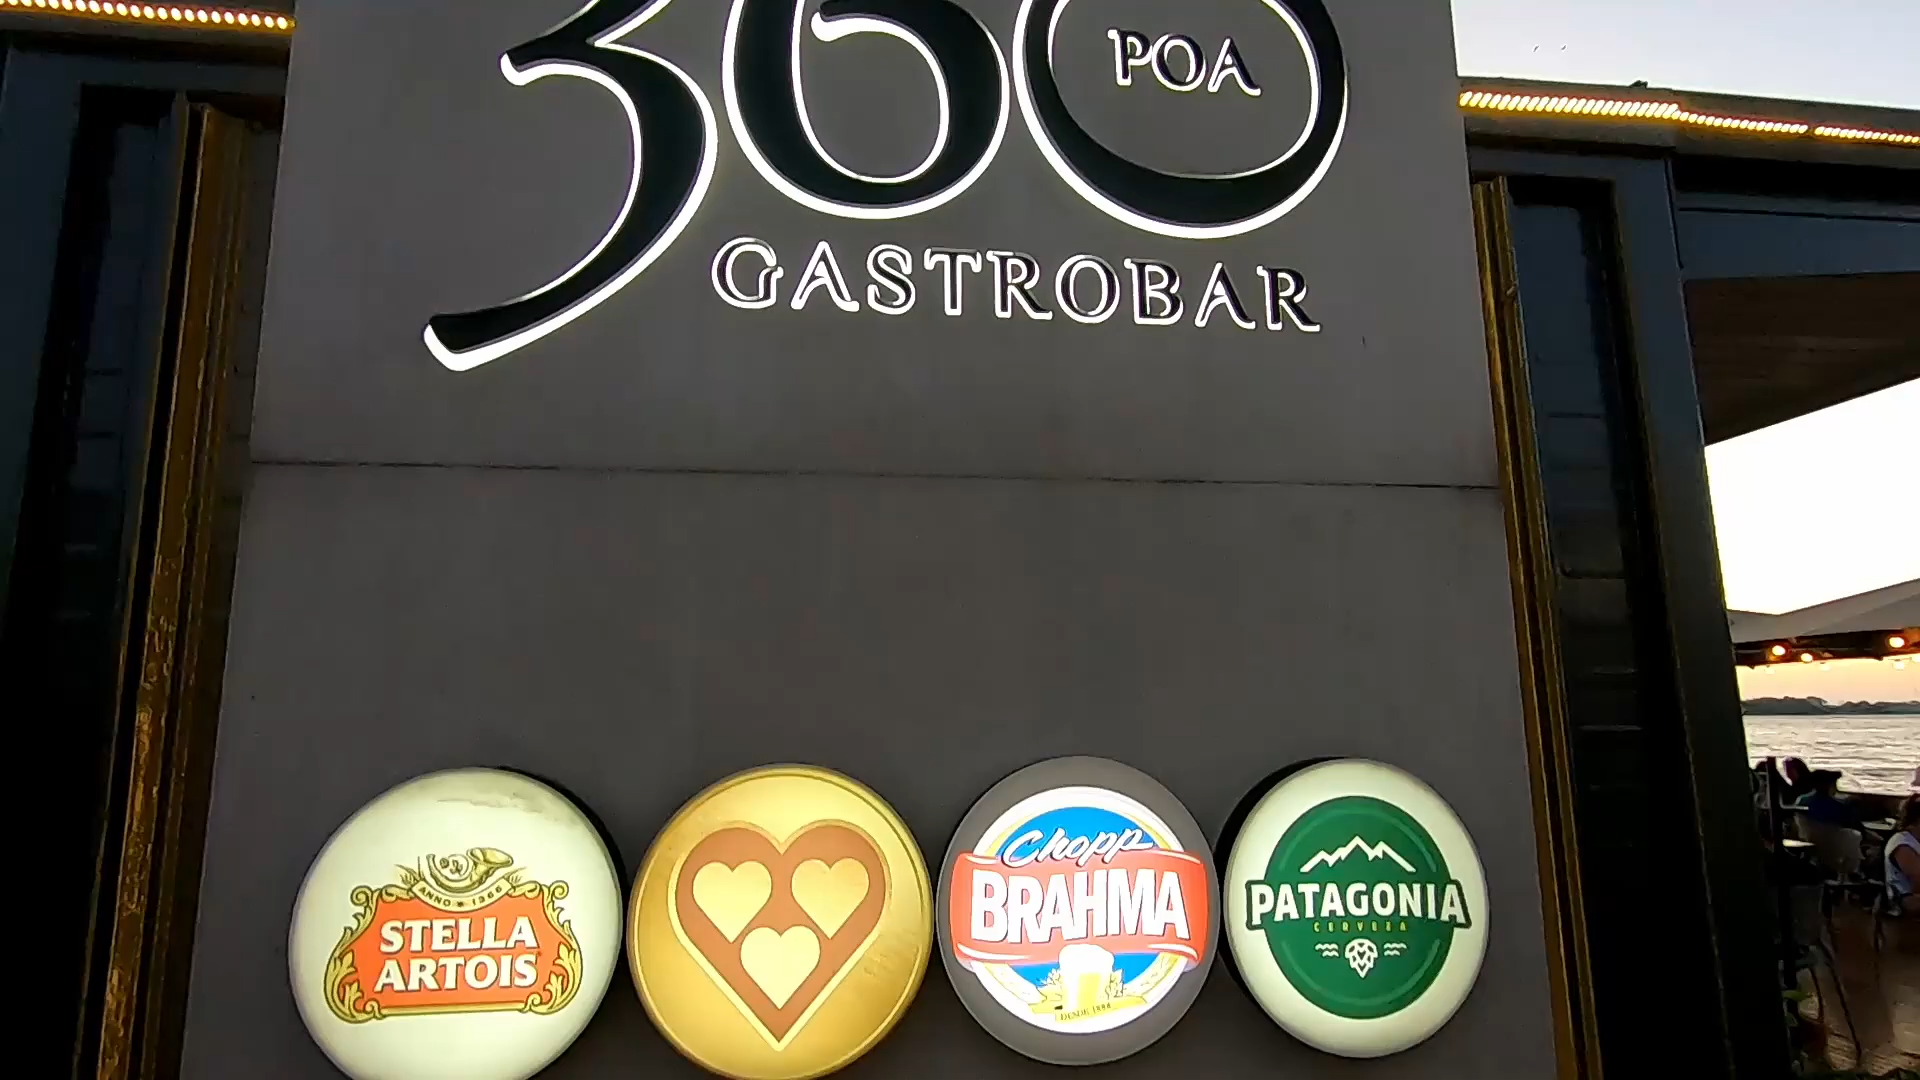 360
POA
GASTROBAR
ANNO 1366
STELLA
ARTOIS
Chopp
BRAHMA
DESDE 1888
PATAGONIA
CERVEZA